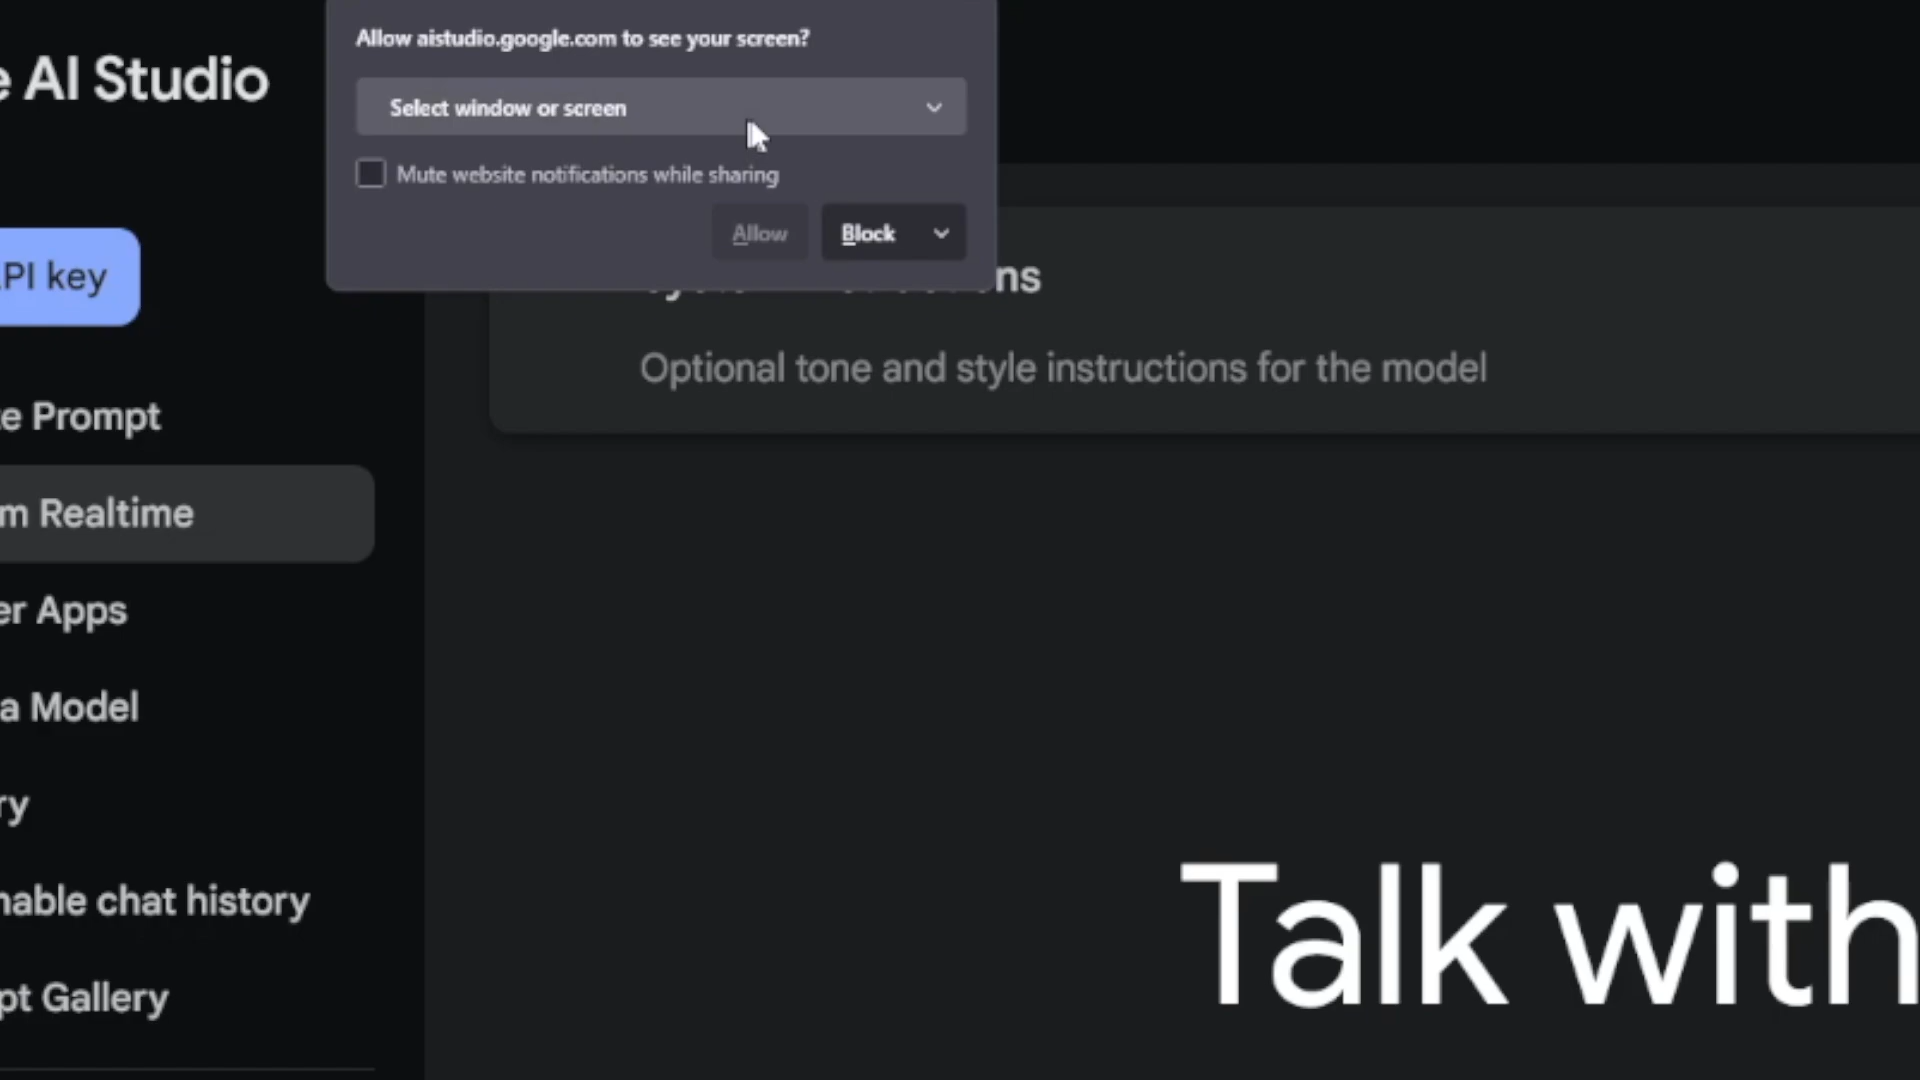 Allow aistudio.google.com to see your screen?
Select window or screen
Mute website notifications while sharing
Allow
Block
e AI Studio
PI key
Optional tone and style instructions for the model
te Prompt
m Realtime
er Apps
a Model
ry
nable chat history
pt Gallery
Talk with